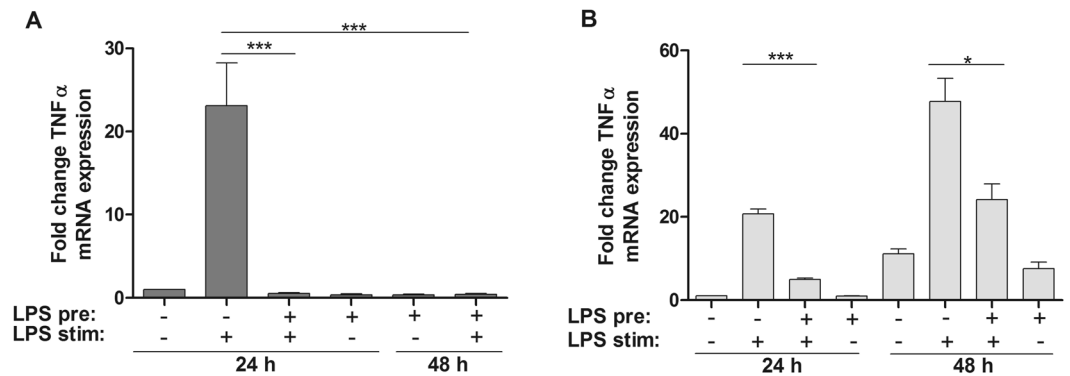 A
***
***
30
20
10
0
Fold change TNFα
mRNA expression
LPS pre: - - + + + +
LPS stim: - + + - - +
24 h 48 h
B
***
*
60
40
20
0
Fold change TNFα
mRNA expression
LPS pre: - - + + - - + +
LPS stim: - + + - - + + -
24 h 48 h